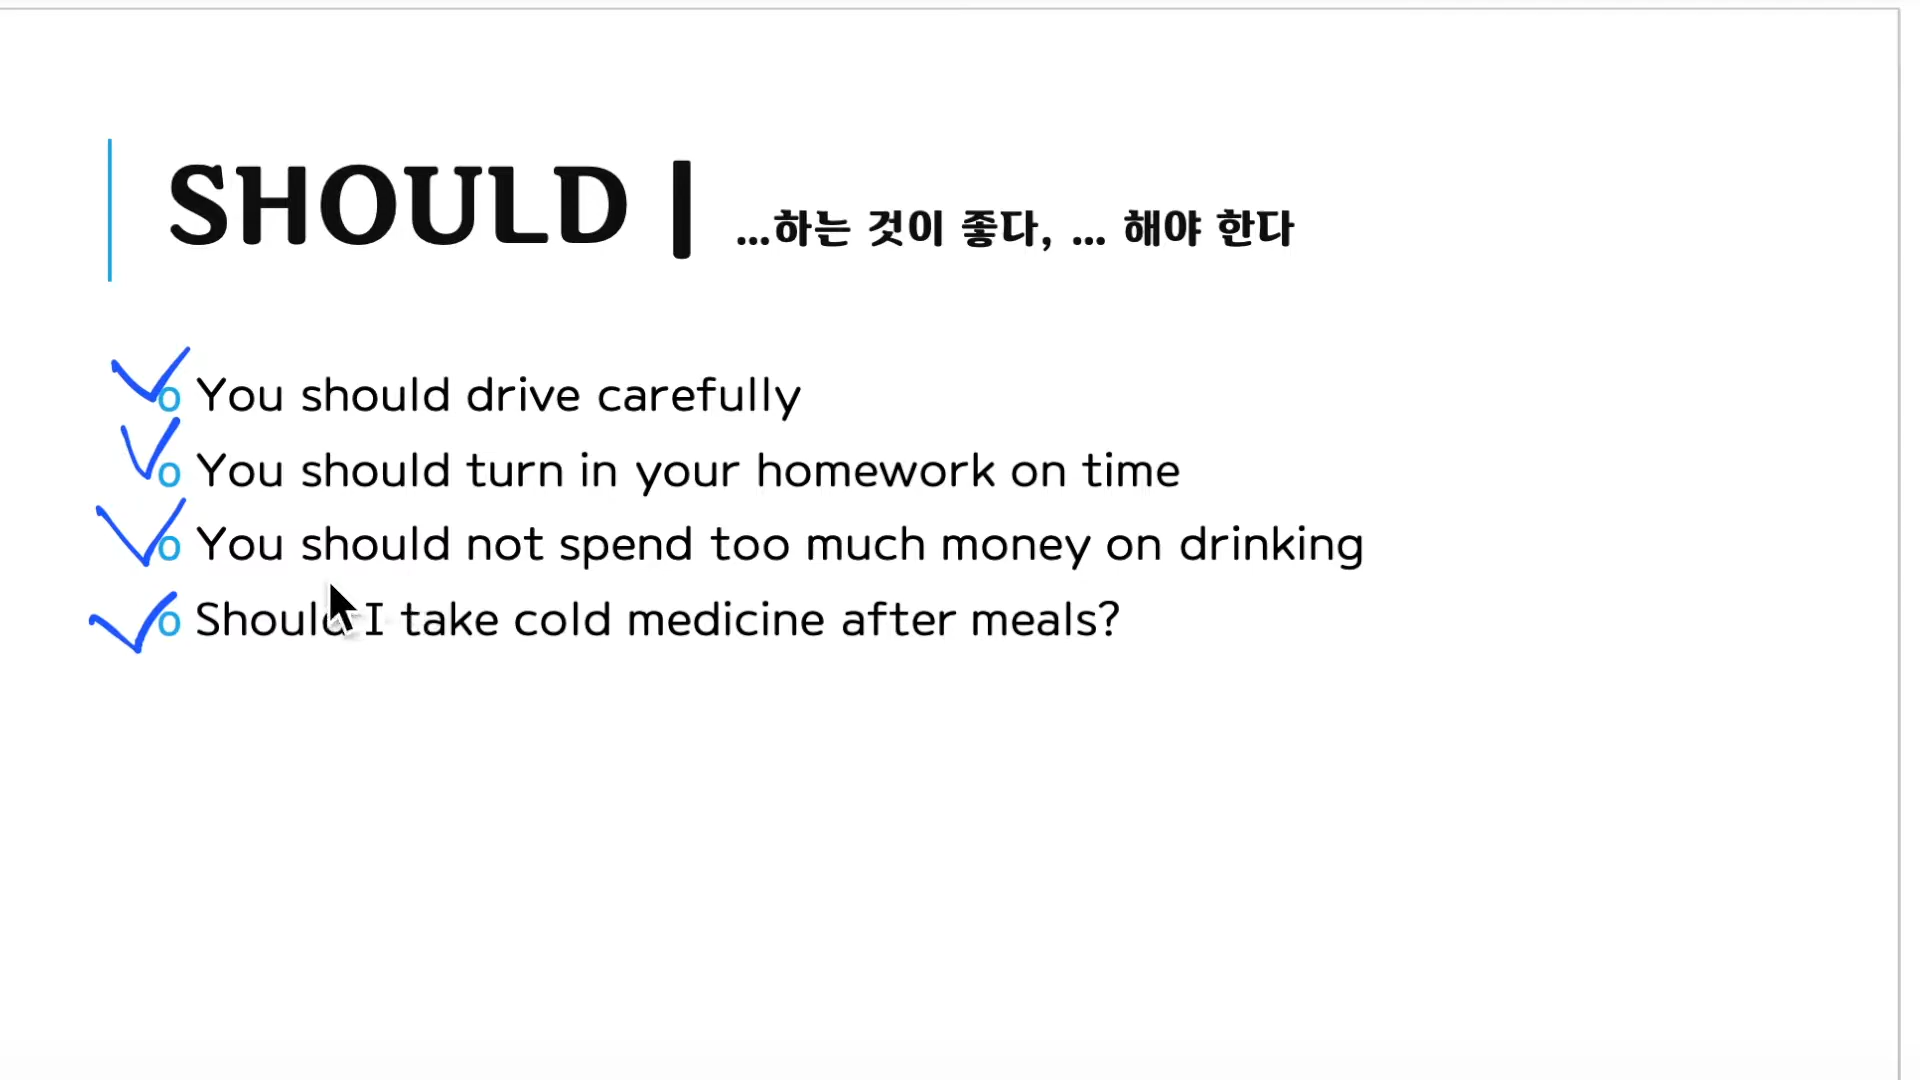 SHOULD | ...하는 것이 좋다, ... 해야 한다
o You should drive carefully
o You should turn in your homework on time
o You should not spend too much money on drinking
o Should I take cold medicine after meals?